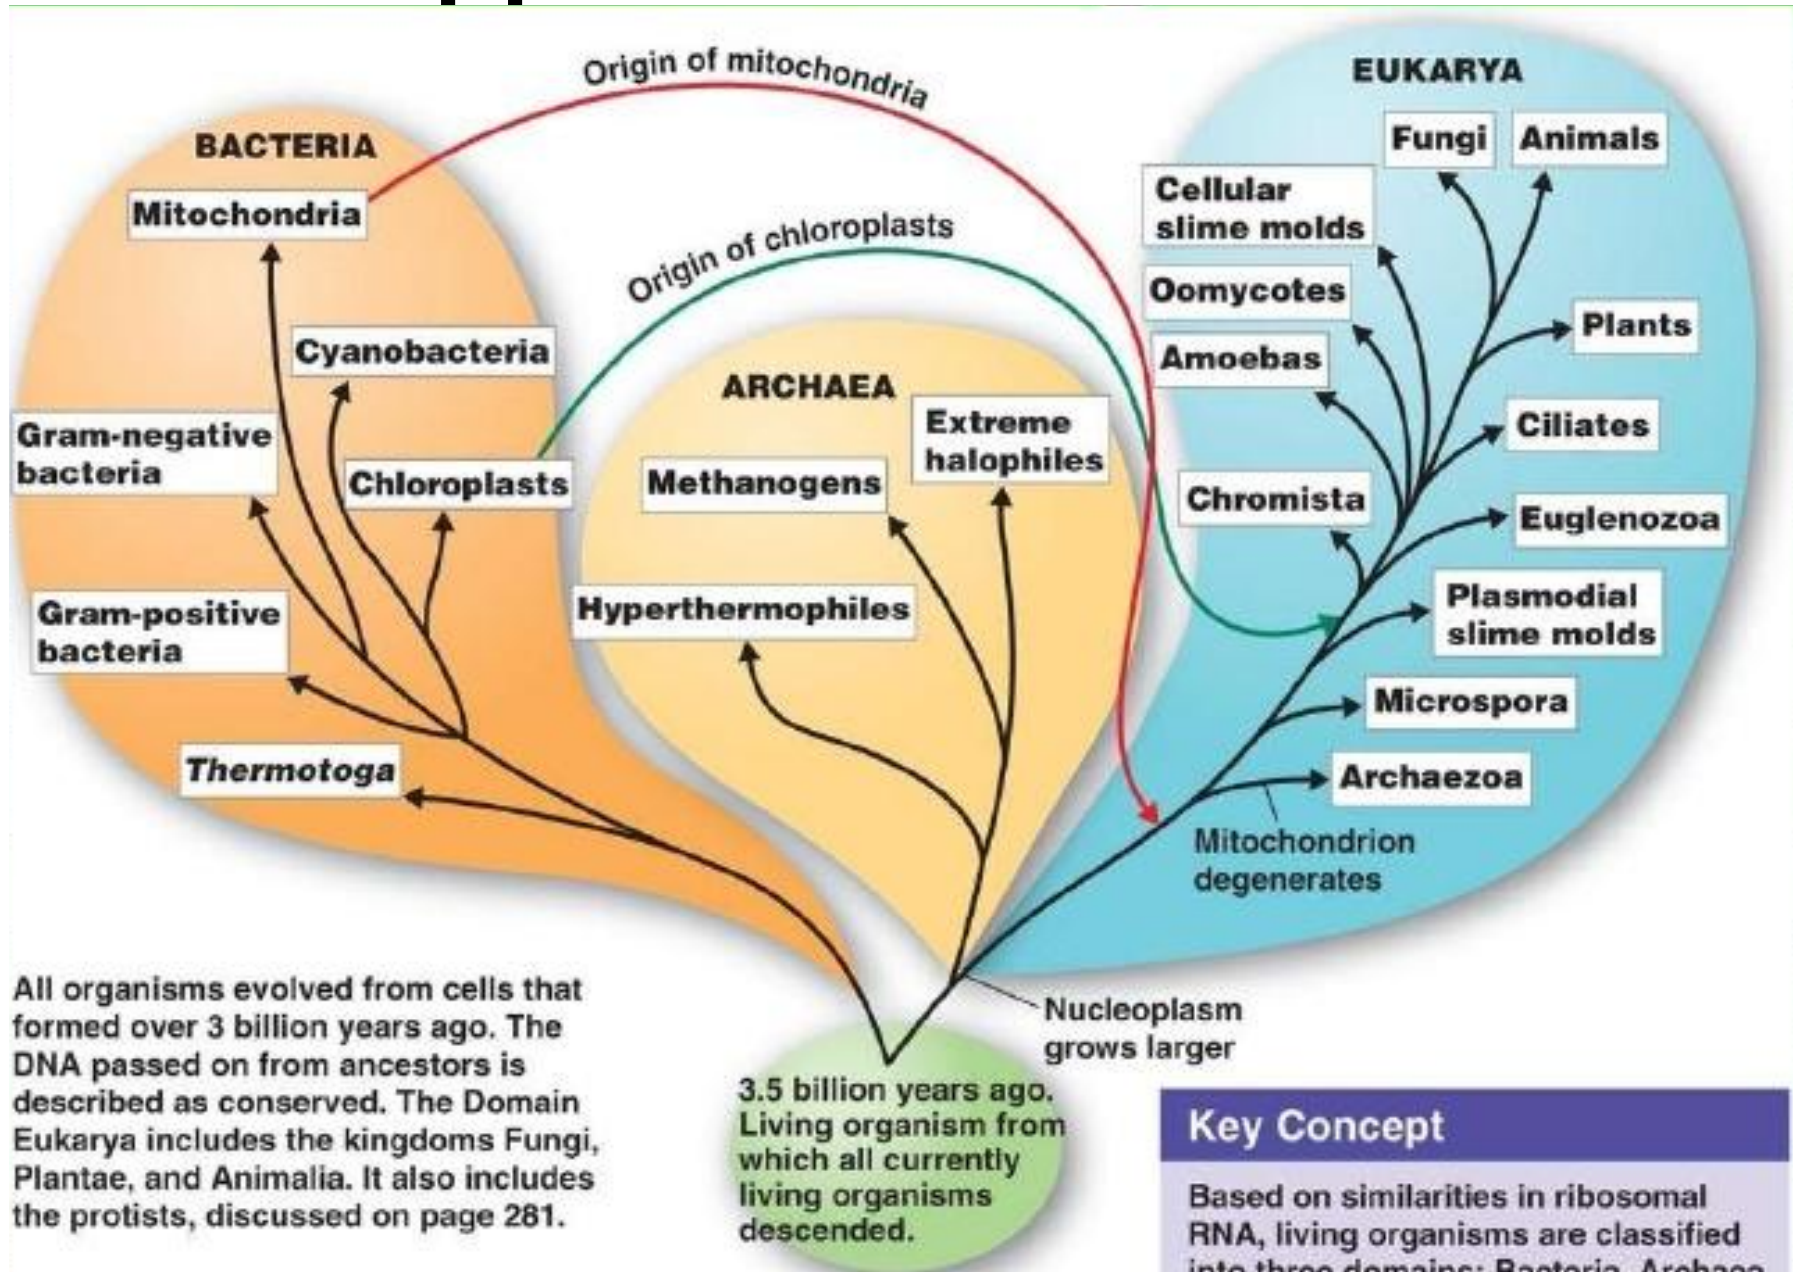 Origin of mitochondria
EUKARYA
BACTERIA
Fungi
Animals
Mitochondria
Cellular
slime molds
Origin of chloroplasts
Oomycotes
Plants
Cyanobacteria
Amoebas
ARCHAEA
Extreme
halophiles
Ciliates
Gram-negative
bacteria
Chloroplasts
Methanogens
Chromista
Euglenozoa
Gram-positive
bacteria
Hyperthermophiles
Plasmodial
slime molds
Microspora
Thermotoga
Archaezoa
Mitochondrion
degenerates
All organisms evolved from cells that
formed over 3 billion years ago. The
DNA passed on from ancestors is
described as conserved. The Domain
Eukarya includes the kingdoms Fungi,
Plantae, and Animalia. It also includes
the protists, discussed on page 281.
Nucleoplasm
grows larger
3.5 billion years ago.
Living organism from
which all currently
living organisms
descended.
Key Concept
Based on similarities in ribosomal
RNA, living organisms are classified
into three domains: Bacteria, Archaea